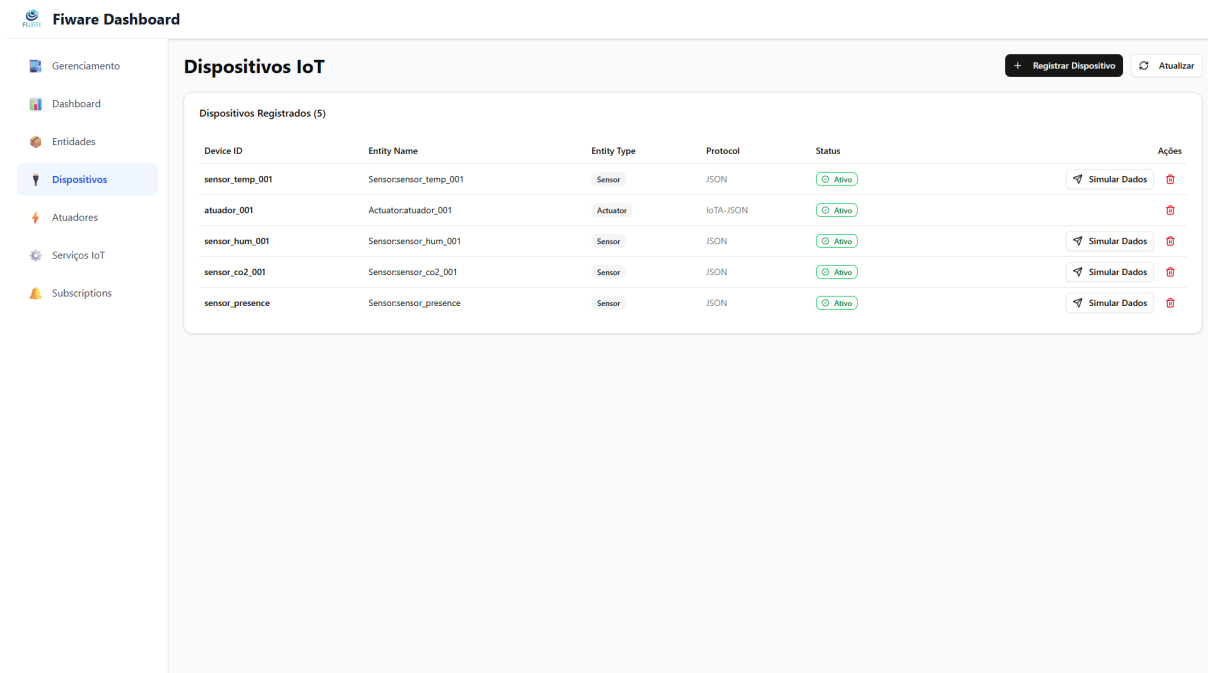 FIWARE Fiware Dashboard
Gerenciamento
Dashboard
Entidades
Dispositivos
Atuadores
Serviços IoT
Subscriptions
Dispositivos IoT
Registrar Dispositivo Atualizar
Dispositivos Registrados (5)
Device ID Entity Name Entity Type Protocol Status Ações
sensor_temp_001 Sensor:sensor_temp_001 Sensor JSON Ativo Simular Dados
atuador_001 Actuator:atuador_001 Actuator IoTA-JSON Ativo
sensor_hum_001 Sensor:sensor_hum_001 Sensor JSON Ativo Simular Dados
sensor_co2_001 Sensor:sensor_co2_001 Sensor JSON Ativo Simular Dados
sensor_presence Sensor:sensor_presence Sensor JSON Ativo Simular Dados